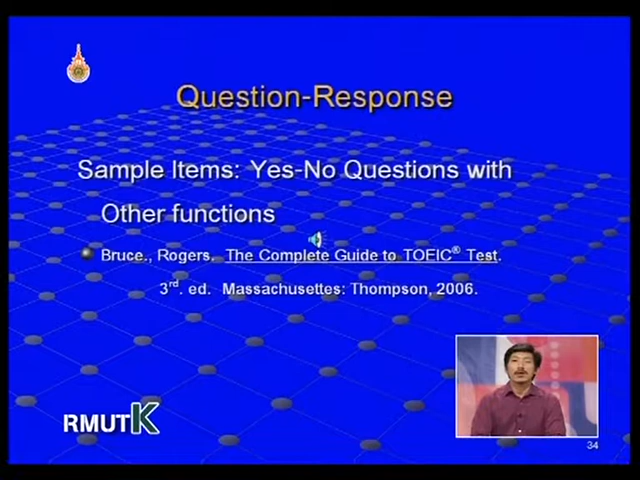 Question-Response
Sample Items: Yes-No Questions with
Other functions
Bruce., Rogers. The Complete Guide to TOEIC® Test.
3rd. ed. Massachusettes: Thompson, 2006.
RMUTK
34